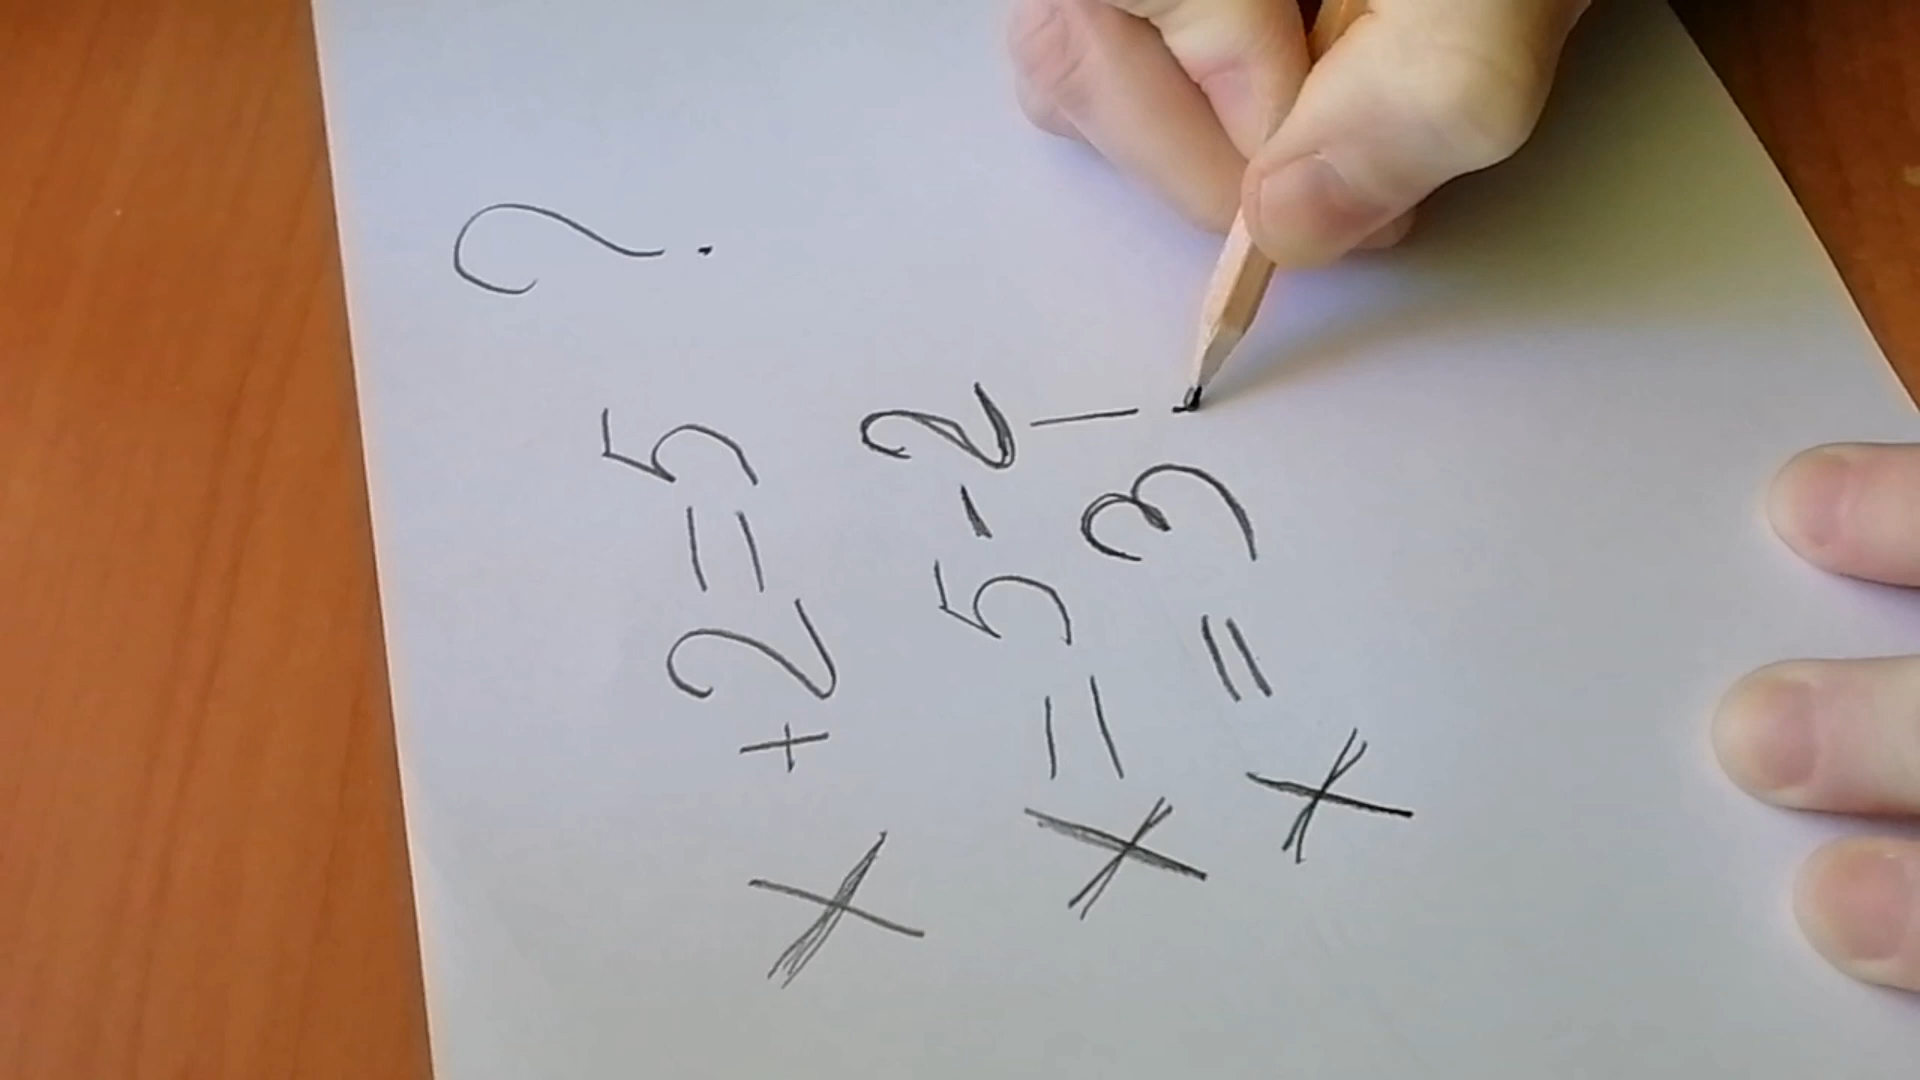 x + 2 = 5 ?
x = 5 - 2
x = 3 !